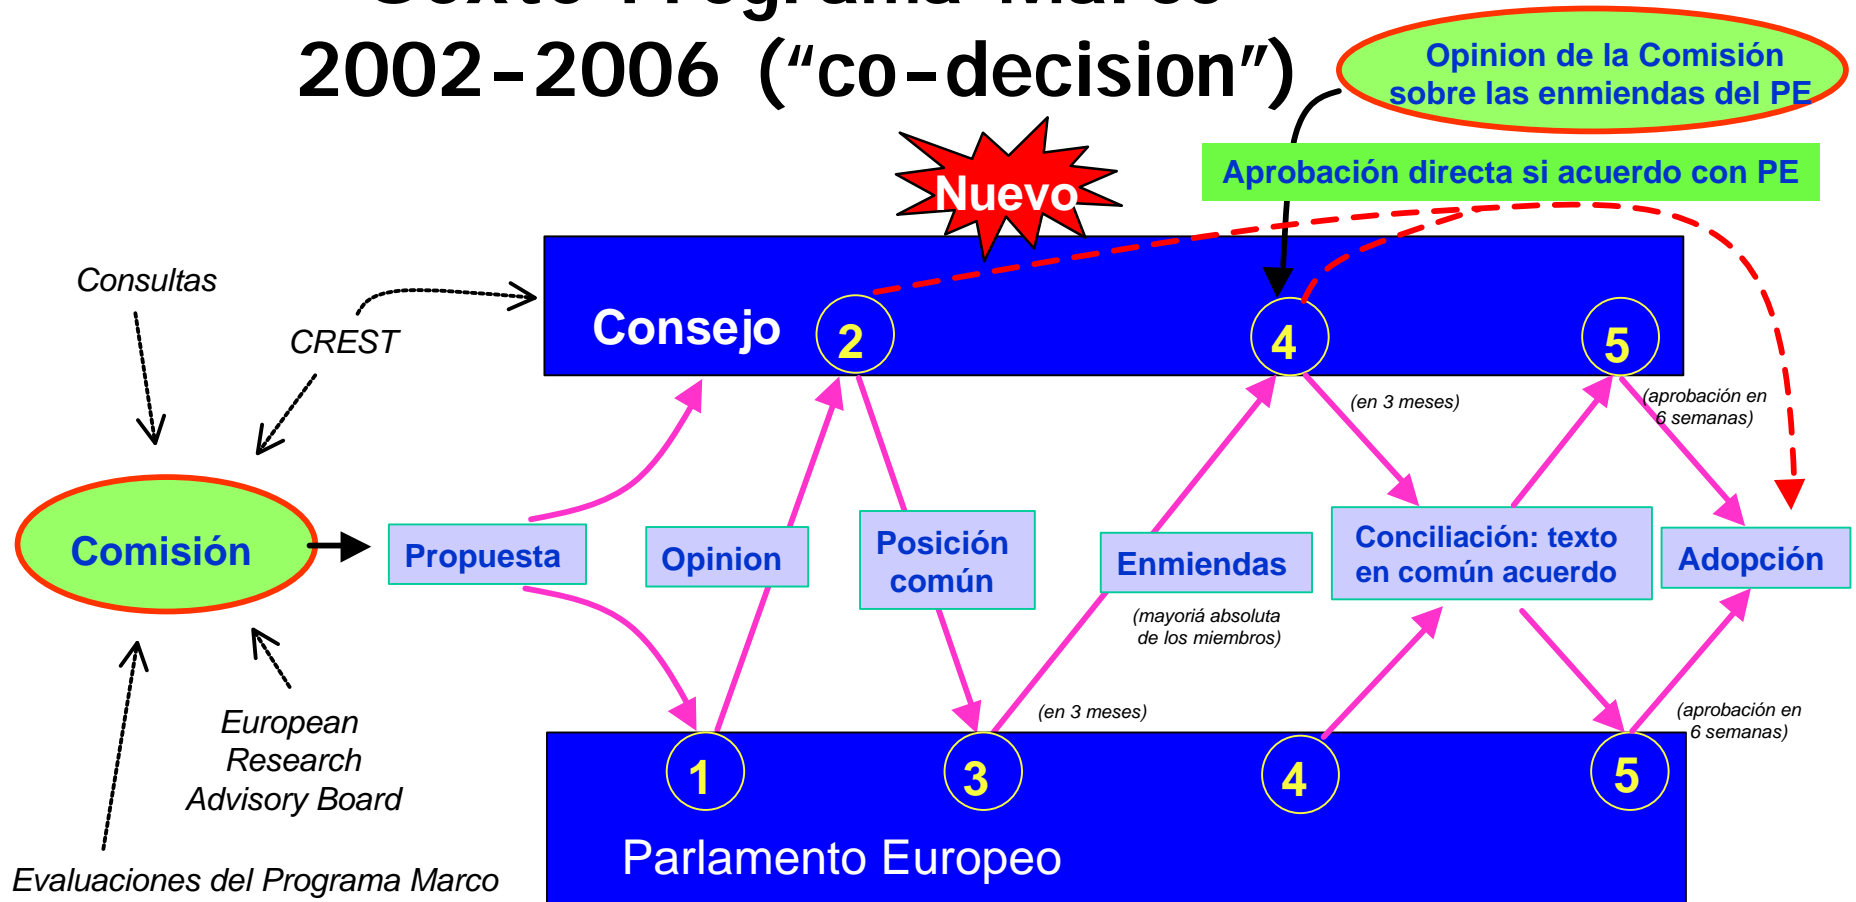 Sexto Programa Marco
2002-2006 (“co-decision”)
Opinion de la Comisión
sobre las enmiendas del PE
Nuevo
Aprobación directa si acuerdo con PE
Consultas
CREST
Consejo
2
4
5
(en 3 meses)
(aprobación en
6 semanas)
Comisión
Propuesta
Opinion
Posición
común
Enmiendas
(mayoriá absoluta
de los miembros)
Conciliación: texto
en común acuerdo
Adopción
European
Research
Advisory Board
(en 3 meses)
(aprobación en
6 semanas)
1
3
4
5
Parlamento Europeo
Evaluaciones del Programa Marco